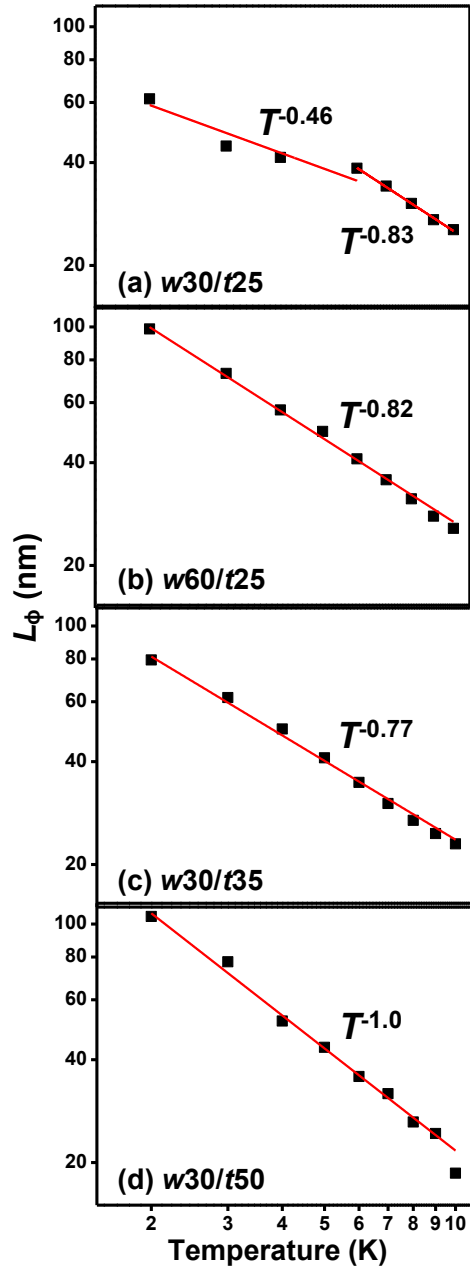 100
80
60
40
20
T-0.46
T-0.83
(a) w30/t25
100
80
60
40
20
T-0.82
(b) w60/t25
Lϕ (nm)
100
80
60
40
20
T-0.77
(c) w30/t35
100
80
60
40
20
T-1.0
(d) w30/t50
2 3 4 5 6 7 8 9 10
Temperature (K)